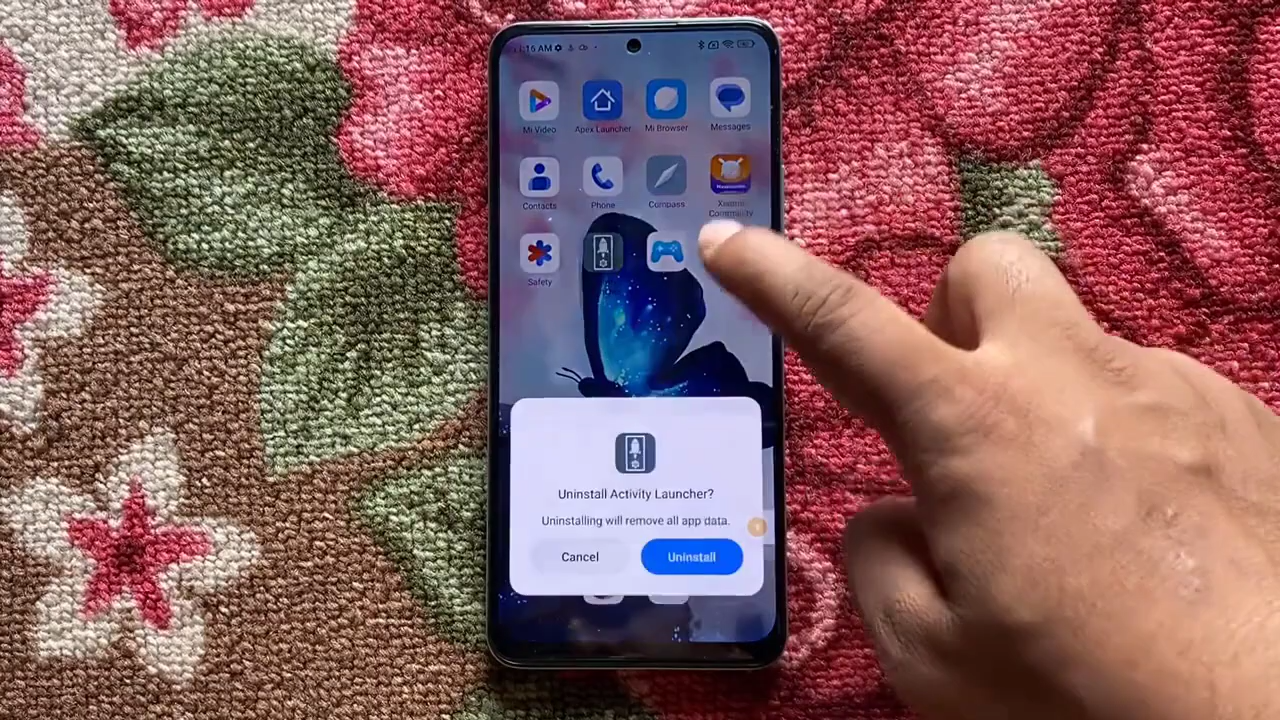 1:16 AM
Mi Video
Apex Launcher
Mi Browser
Messages
Contacts
Phone
Compass
Xiaomi
Community
Safety
Uninstall Activity Launcher?
Uninstalling will remove all app data.
Cancel
Uninstall